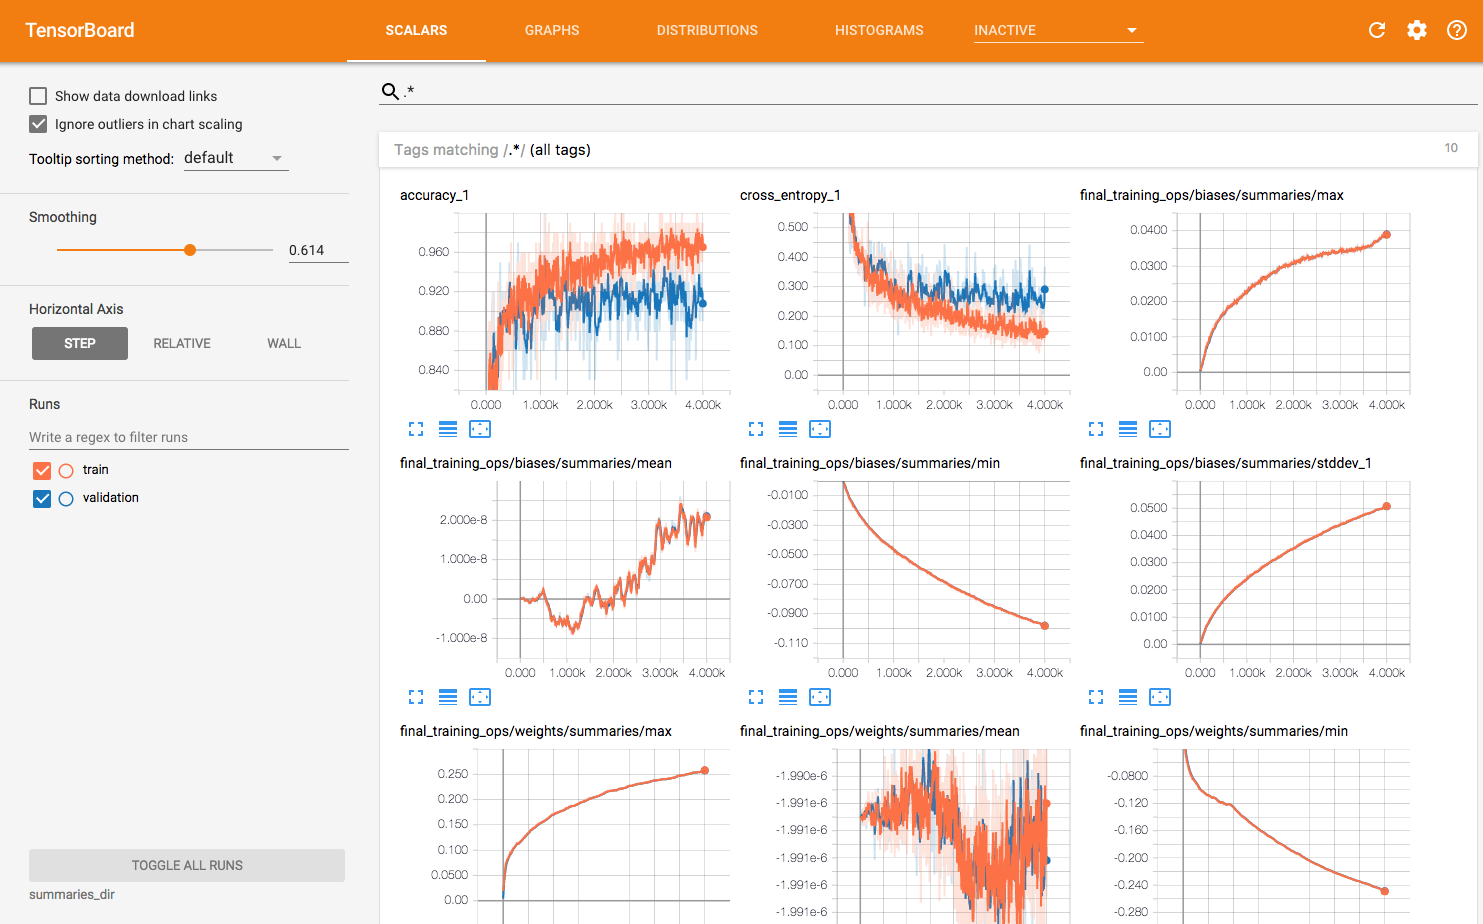 TensorBoard
SCALARS
GRAPHS
DISTRIBUTIONS
HISTOGRAMS
INACTIVE
Show data download links
Ignore outliers in chart scaling
Tooltip sorting method: default
Smoothing
0.614
Horizontal Axis
STEP
RELATIVE
WALL
Runs
Write a regex to filter runs
train
validation
TOGGLE ALL RUNS
summaries_dir
.*
Tags matching /.*/ (all tags)
10
accuracy_1
0.960
0.920
0.880
0.840
0.000 1.000k 2.000k 3.000k 4.000k
cross_entropy_1
0.500
0.400
0.300
0.200
0.100
0.00
0.000 1.000k 2.000k 3.000k 4.000k
final_training_ops/biases/summaries/max
0.0400
0.0300
0.0200
0.0100
0.00
0.000 1.000k 2.000k 3.000k 4.000k
final_training_ops/biases/summaries/mean
2.000e-8
1.000e-8
0.00
-1.000e-8
0.000 1.000k 2.000k 3.000k 4.000k
final_training_ops/biases/summaries/min
-0.0100
-0.0300
-0.0500
-0.0700
-0.0900
-0.110
0.000 1.000k 2.000k 3.000k 4.000k
final_training_ops/biases/summaries/stddev_1
0.0500
0.0400
0.0300
0.0200
0.0100
0.00
0.000 1.000k 2.000k 3.000k 4.000k
final_training_ops/weights/summaries/max
0.250
0.200
0.150
0.100
0.0500
0.00
final_training_ops/weights/summaries/mean
-1.990e-6
-1.991e-6
-1.991e-6
-1.991e-6
-1.991e-6
-1.991e-6
final_training_ops/weights/summaries/min
-0.0800
-0.120
-0.160
-0.200
-0.240
-0.280